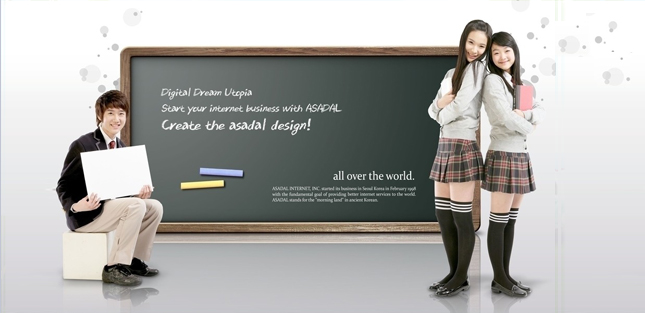 Digital Dream Utopia
Start your internet business with ASADAL
Create the asadal design!
all over the world.
ASADAL INTERNET, INC. started its business in Seoul Korea in February 1998
with the fundamental goal of providing better internet services to the world.
ASADAL stands for the "morning land" in ancient Korean.